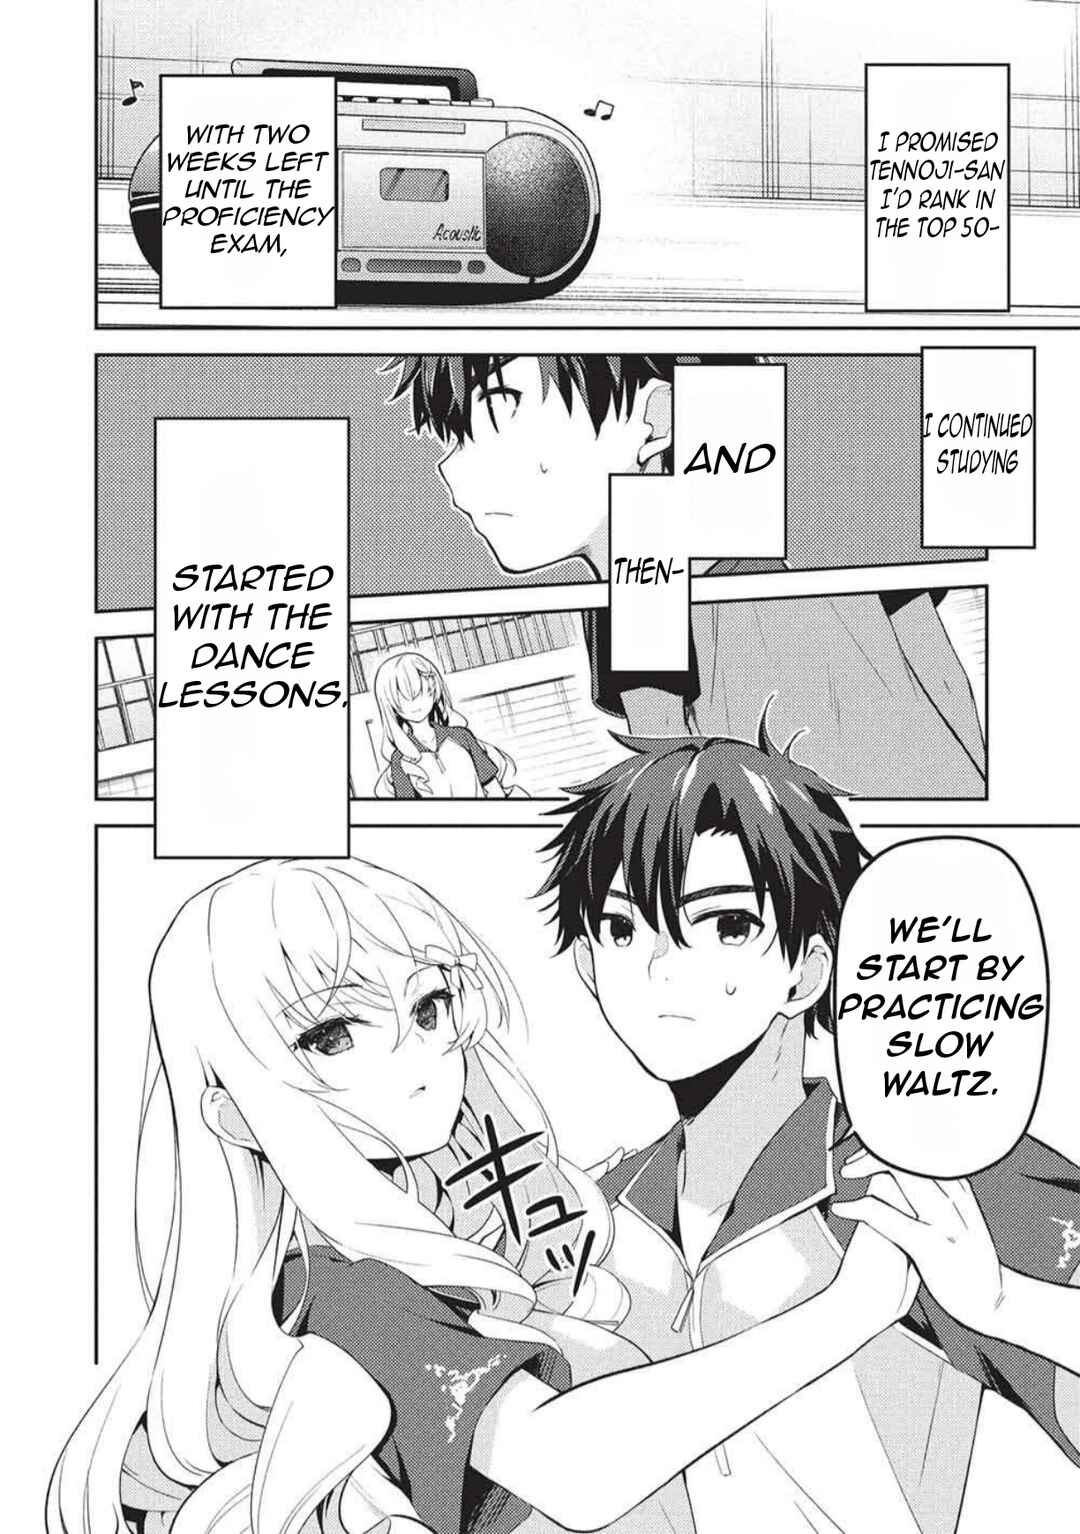 I PROMISED
TENNOJI-SAN
I'D RANK IN
THE TOP 50-
WITH TWO
WEEKS LEFT
UNTIL THE
PROFICIENCY
EXAM,
Acoustic
I CONTINUED
STUDYING
AND
THEN-
STARTED
WITH THE
DANCE
LESSONS.
WE'LL
START BY
PRACTICING
SLOW
WALTZ.
キュッ